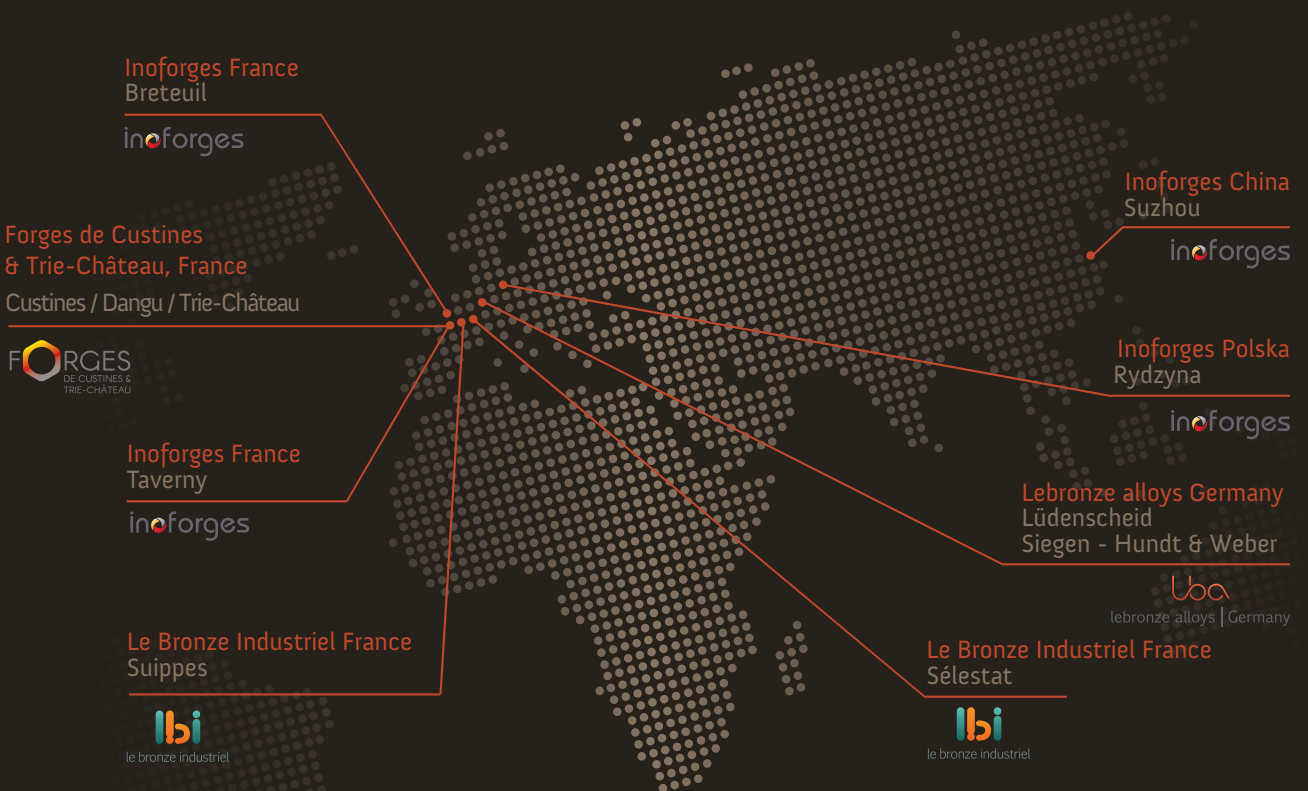 Inoforges France
Breteuil
inoforges
Forges de Custines
& Trie-Château, France
Custines / Dangu / Trie-Château
FORGES
DE CUSTINES &
TRIE-CHÂTEAU
Inoforges France
Taverny
inoforges
Le Bronze Industriel France
Suippes
lbi
le bronze industriel
Inoforges China
Suzhou
inoforges
Inoforges Polska
Rydzyna
inoforges
Lebronze alloys Germany
Lüdenscheid
Siegen - Hundt & Weber
lba
lebronze alloys | Germany
Le Bronze Industriel France
Sélestat
lbi
le bronze industriel